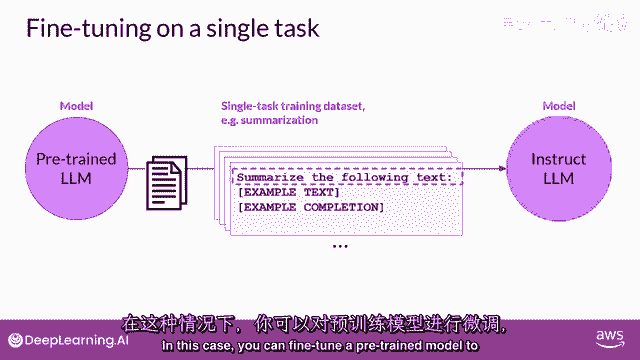 Fine-tuning on a single task
Model
Single-task training dataset,
e.g. summarization
Model
Pre-trained
LLM
Summarize the following text:
[EXAMPLE TEXT]
[EXAMPLE COMPLETION]
...
Instruct
LLM
在这种情况下，你可以对预训练模型进行微调，
In this case, you can fine-tune a pre-trained model to
DeepLearning.AI
aws